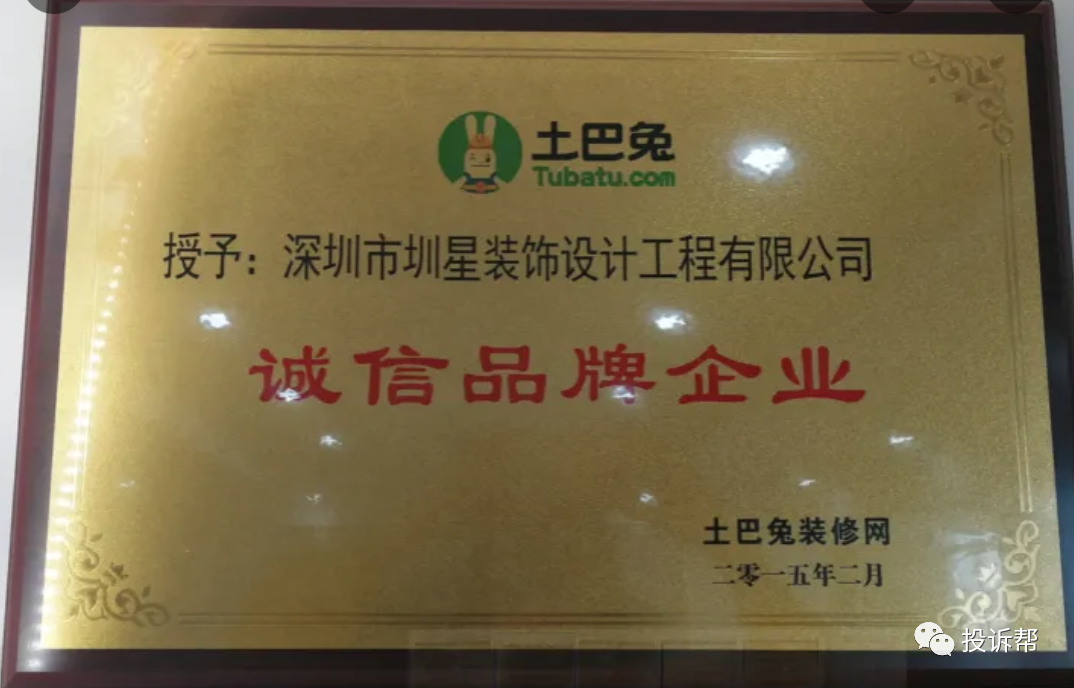 土巴兔
Tubatu.com
授予：深圳市圳星装饰设计工程有限公司
诚信品牌企业
土巴兔装修网
二零一五年二月
投诉帮